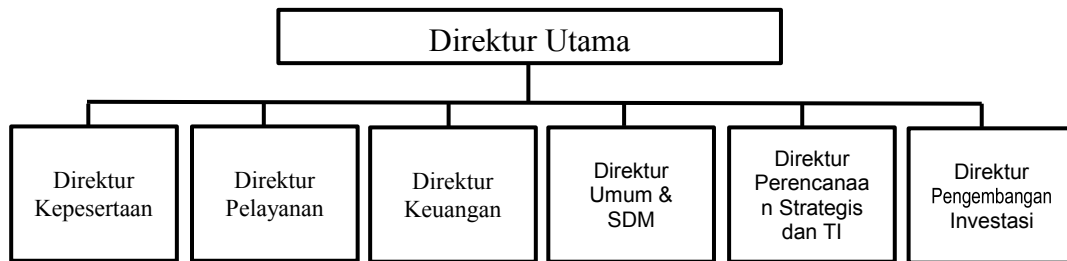 Direktur Utama
Direktur
Kepesertaan
Direktur
Pelayanan
Direktur
Keuangan
Direktur
Umum &
SDM
Direktur
Perencanaa
n Strategis
dan TI
Direktur
Pengembangan
Investasi